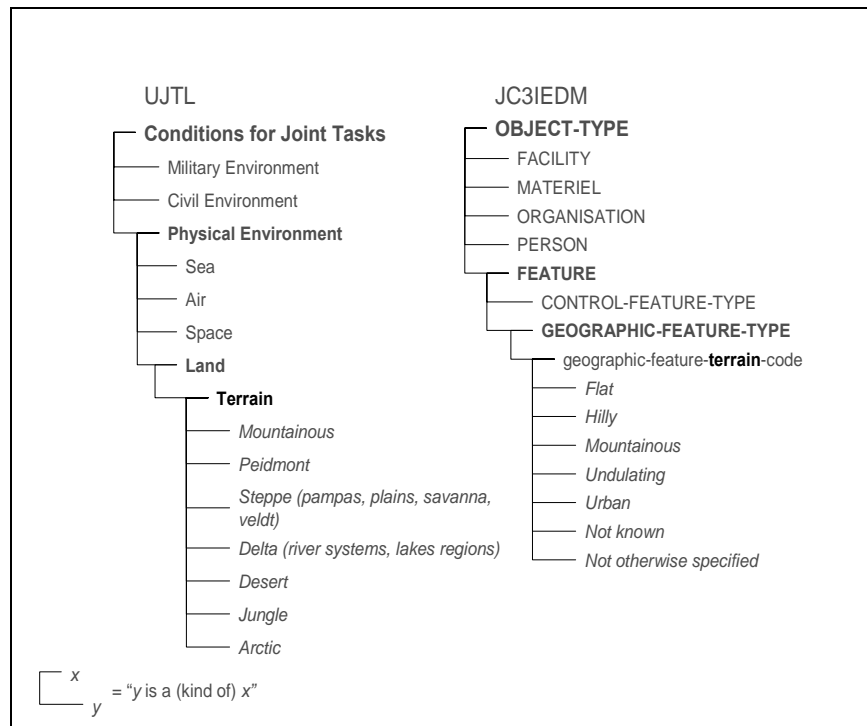 UJTL
Conditions for Joint Tasks
Military Environment
Civil Environment
Physical Environment
Sea
Air
Space
Land
Terrain
Mountainous
Peidmont
Steppe (pampas, plains, savanna,
veldt)
Delta (river systems, lakes regions)
Desert
Jungle
Arctic
JC3IEDM
OBJECT-TYPE
FACILITY
MATERIEL
ORGANISATION
PERSON
FEATURE
CONTROL-FEATURE-TYPE
GEOGRAPHIC-FEATURE-TYPE
geographic-feature-terrain-code
Flat
Hilly
Mountainous
Undulating
Urban
Not known
Not otherwise specified
x
y = “y is a (kind of) x”